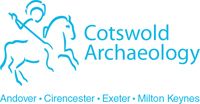 Cotswold
Archaeology
Andover • Cirencester • Exeter • Milton Keynes